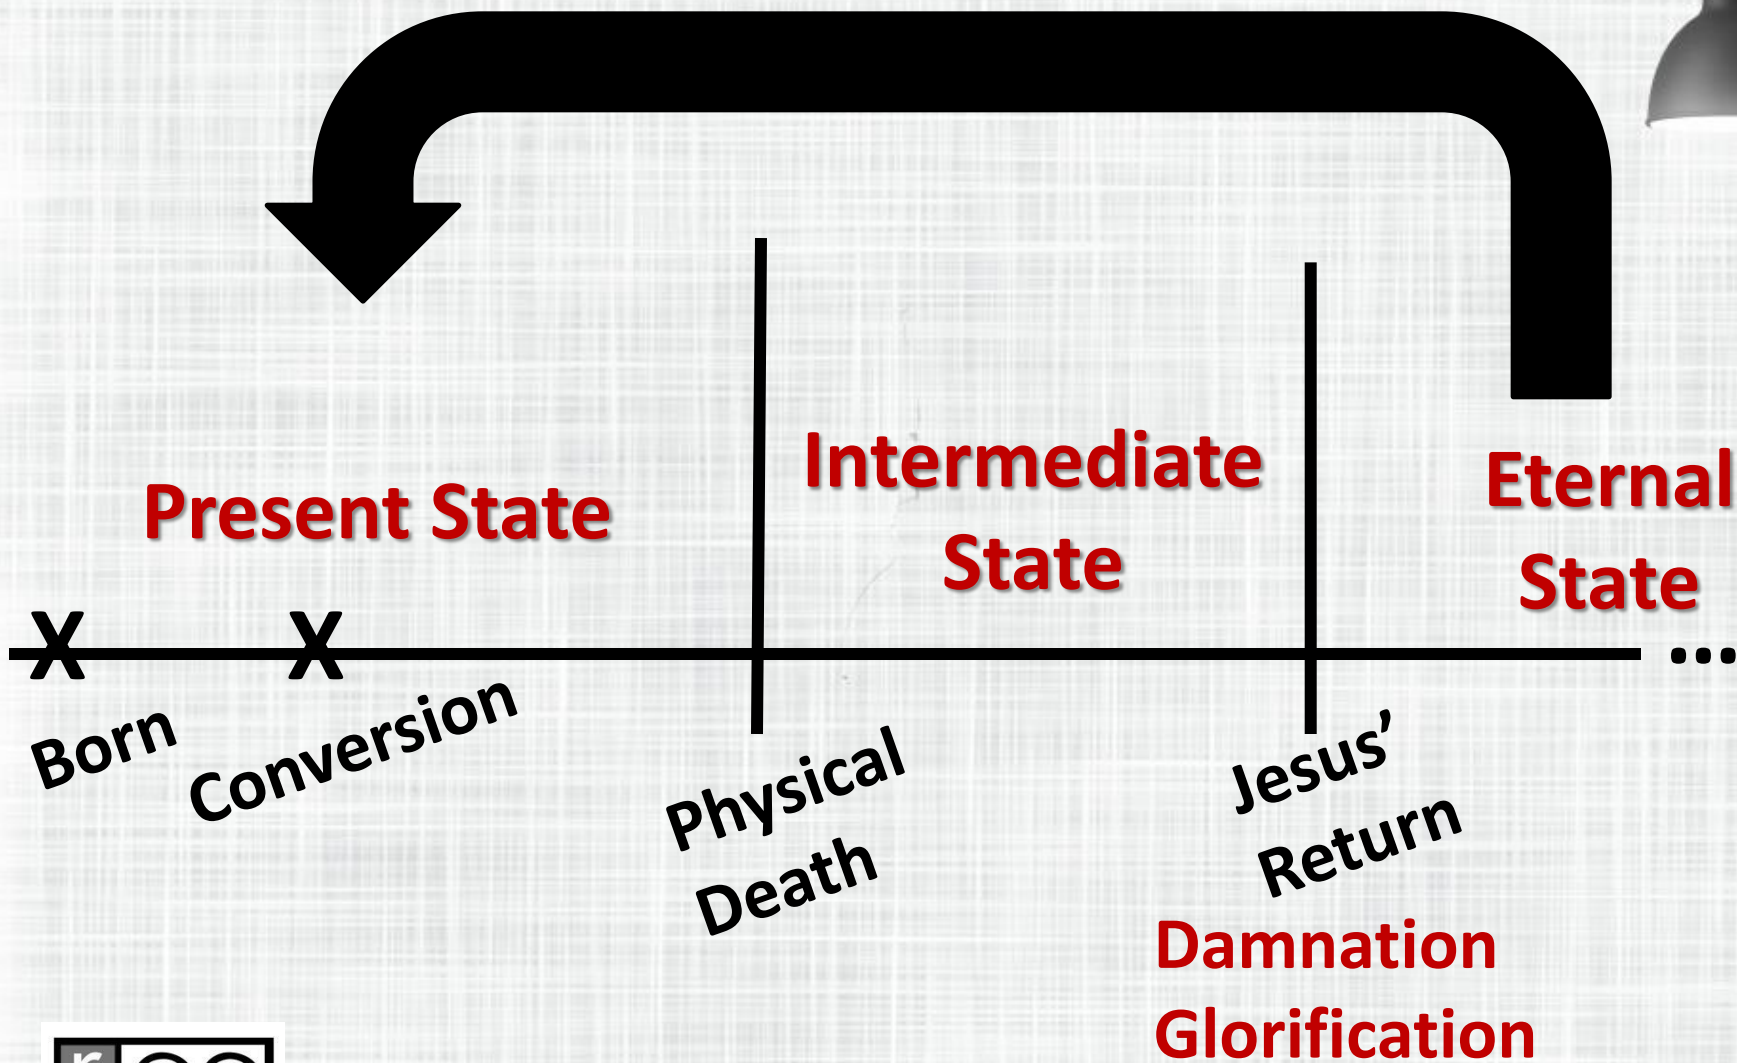 Present State
Intermediate
State
Eternal
State
X X
...
Born
Conversion
Physical
Death
Jesus’
Return
Damnation
Glorification